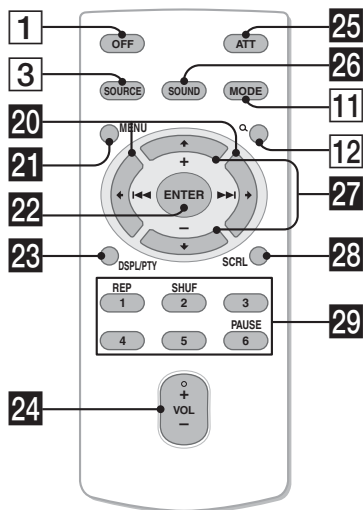 1
25
OFF
ATT
3
26
SOURCE
SOUND
MODE
11
20
MENU
12
21
+
ENTER
27
22
−
23
DSPL/PTY
SCRL
28
REP
SHUF
1
2
3
PAUSE
29
4
5
6
24
+
VOL
−